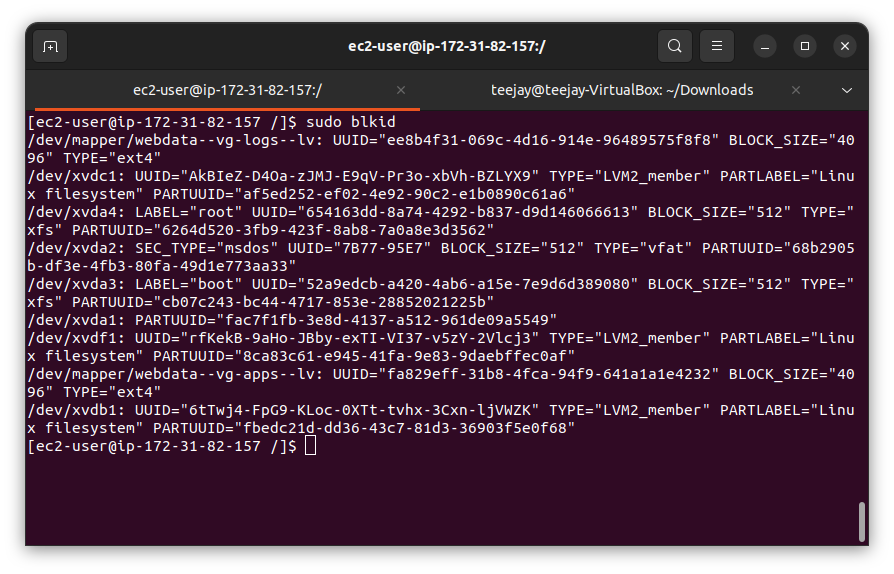 ec2-user@ip-172-31-82-157:/
ec2-user@ip-172-31-82-157:/
teejay@teejay-VirtualBox: ~/Downloads
[ec2-user@ip-172-31-82-157 /]$ sudo blkid
/dev/mapper/webdata--vg-logs--lv: UUID="ee8b4f31-069c-4d16-914e-96489575f8f8" BLOCK_SIZE="40
96" TYPE="ext4"
/dev/xvdc1: UUID="AkBIeZ-D4Oa-zJMJ-E9qV-Pr3o-xbVh-BZLYX9" TYPE="LVM2_member" PARTLABEL="Linu
x filesystem" PARTUUID="af5ed252-ef02-4e92-90c2-e1b0890c61a6"
/dev/xvda4: LABEL="root" UUID="654163dd-8a74-4292-b837-d9d146066613" BLOCK_SIZE="512" TYPE="
xfs" PARTUUID="6264d520-3fb9-423f-8ab8-7a0a8e3d3562"
/dev/xvda2: SEC_TYPE="msdos" UUID="7B77-95E7" BLOCK_SIZE="512" TYPE="vfat" PARTUUID="68b2905
b-df3e-4fb3-80fa-49d1e773aa33"
/dev/xvda3: LABEL="boot" UUID="52a9edcb-a420-4ab6-a15e-7e9d6d389080" BLOCK_SIZE="512" TYPE="
xfs" PARTUUID="cb07c243-bc44-4717-853e-28852021225b"
/dev/xvda1: PARTUUID="fac7f1fb-3e8d-4137-a512-961de09a5549"
/dev/xvdf1: UUID="rfKekB-9aHo-JBby-exTI-VI37-v5zY-2Vlcj3" TYPE="LVM2_member" PARTLABEL="Linu
x filesystem" PARTUUID="8ca83c61-e945-41fa-9e83-9daebffec0af"
/dev/mapper/webdata--vg-apps--lv: UUID="fa829eff-31b8-4fca-94f9-641a1a1e4232" BLOCK_SIZE="40
96" TYPE="ext4"
/dev/xvdb1: UUID="6tTwj4-FpG9-KLoc-0XTt-tvhx-3Cxn-ljVWZK" TYPE="LVM2_member" PARTLABEL="Linu
x filesystem" PARTUUID="fbedc21d-dd36-43c7-81d3-36903f5e0f68"
[ec2-user@ip-172-31-82-157 /]$